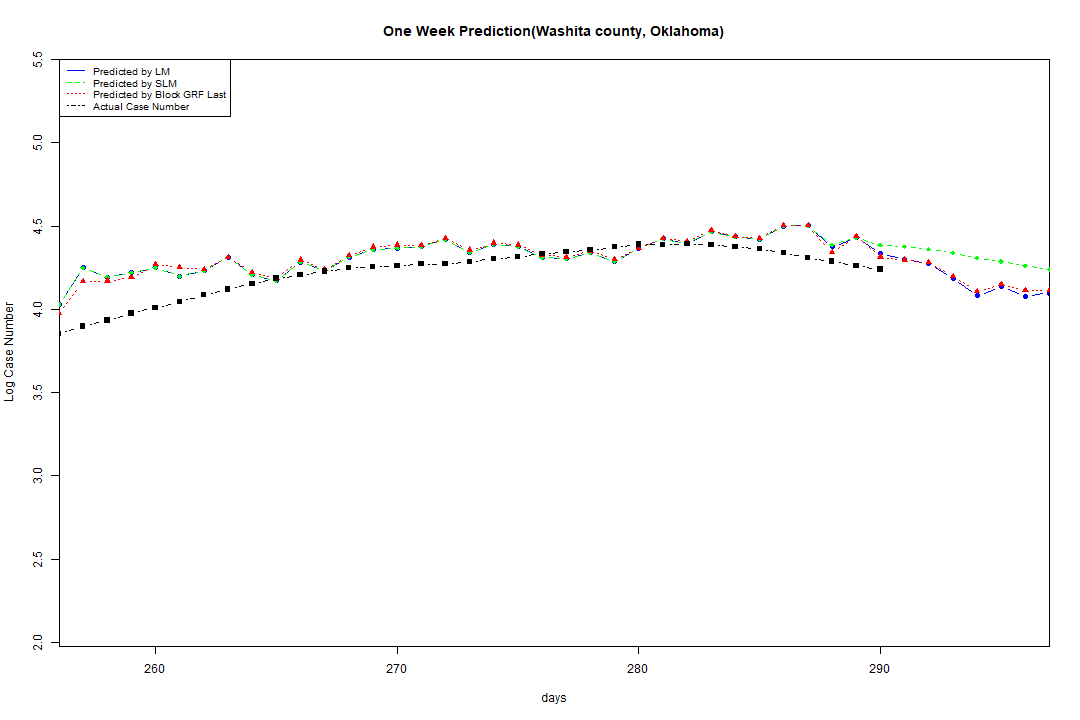 One Week Prediction(Washita county, Oklahoma)
5.5
Predicted by LM
Predicted by SLM
Predicted by Block GRF Last
Actual Case Number
5.0
4.5
4.0
3.5
3.0
2.5
2.0
Log Case Number
260
270
280
290
days